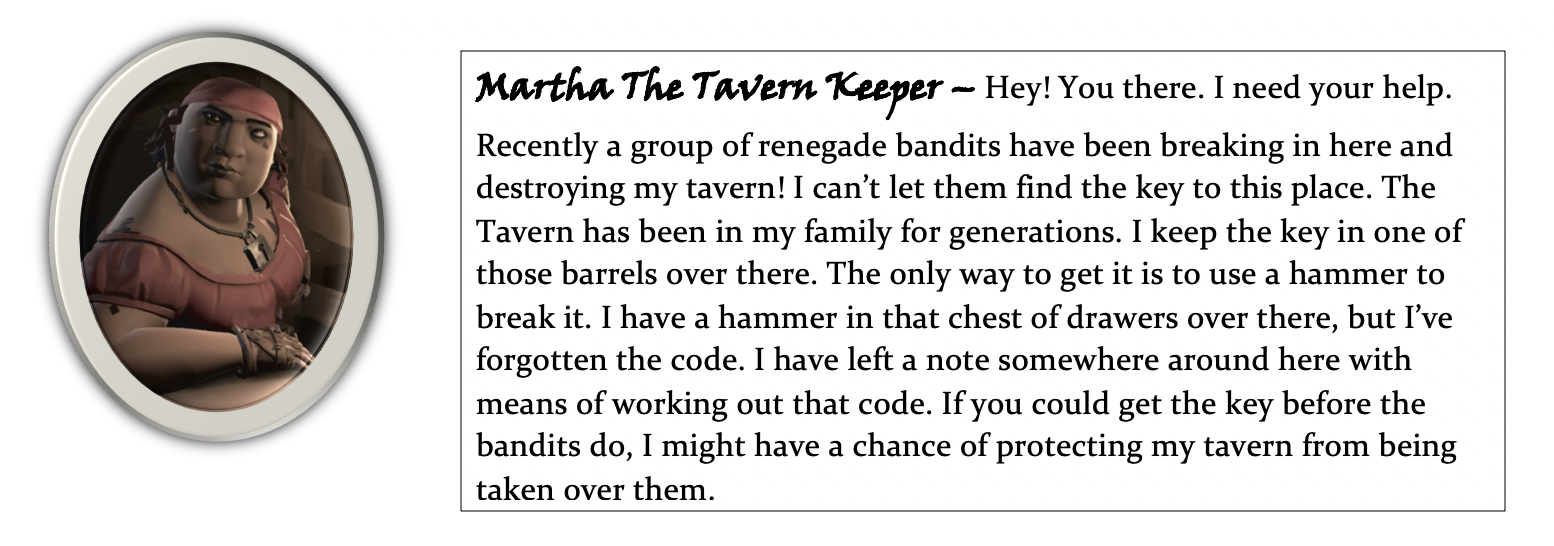 Martha The Tavern Keeper – Hey! You there. I need your help.
Recently a group of renegade bandits have been breaking in here and
destroying my tavern! I can’t let them find the key to this place. The
Tavern has been in my family for generations. I keep the key in one of
those barrels over there. The only way to get it is to use a hammer to
break it. I have a hammer in that chest of drawers over there, but I’ve
forgotten the code. I have left a note somewhere around here with
means of working out that code. If you could get the key before the
bandits do, I might have a chance of protecting my tavern from being
taken over them.